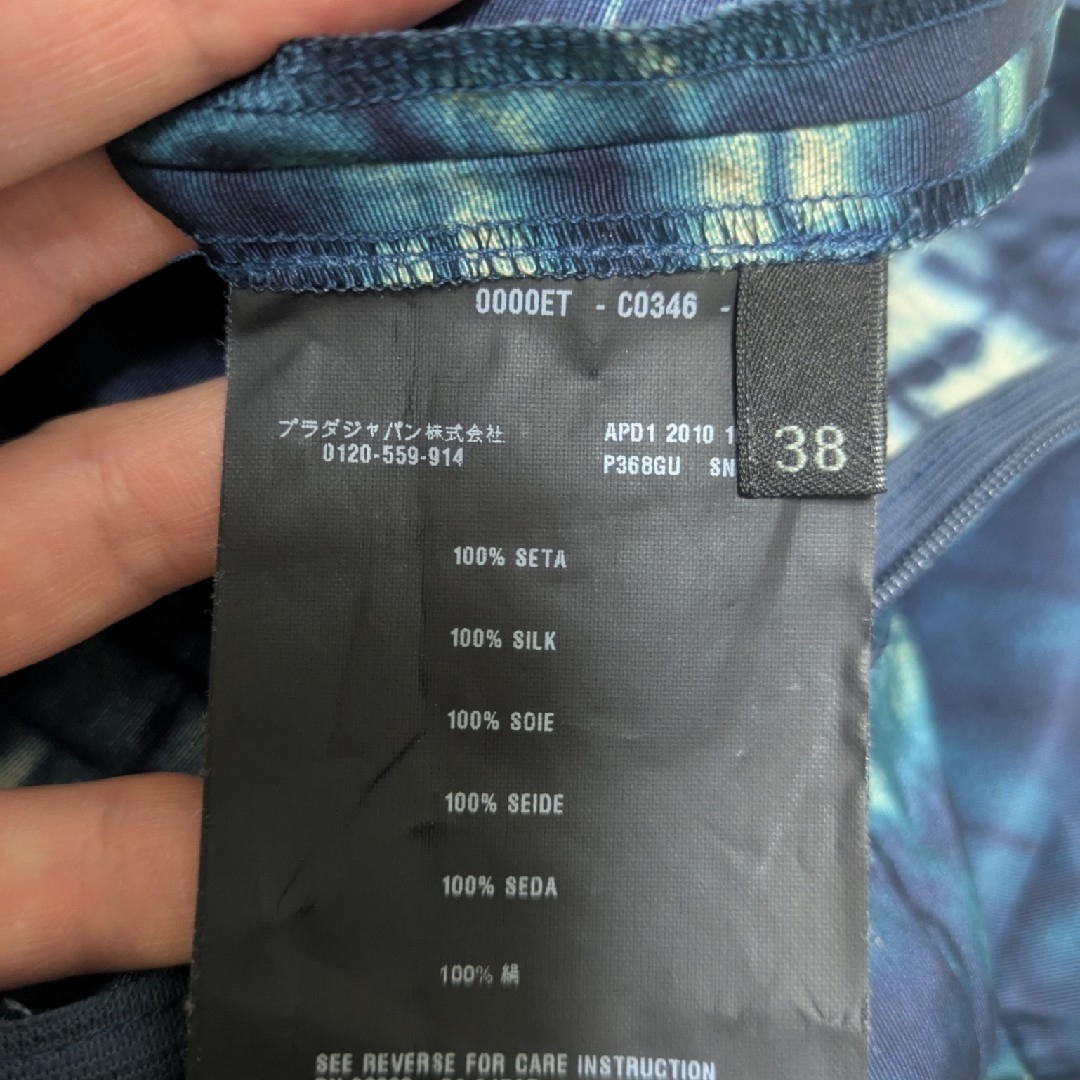 0000ET - C0346 -
プラダジャパン株式会社 APD1 2010 1
0120-559-914 P368GU SN
38
100% SETA
100% SILK
100% SOIE
100% SEIDE
100% SEDA
100% 絹
SEE REVERSE FOR CARE INSTRUCTION